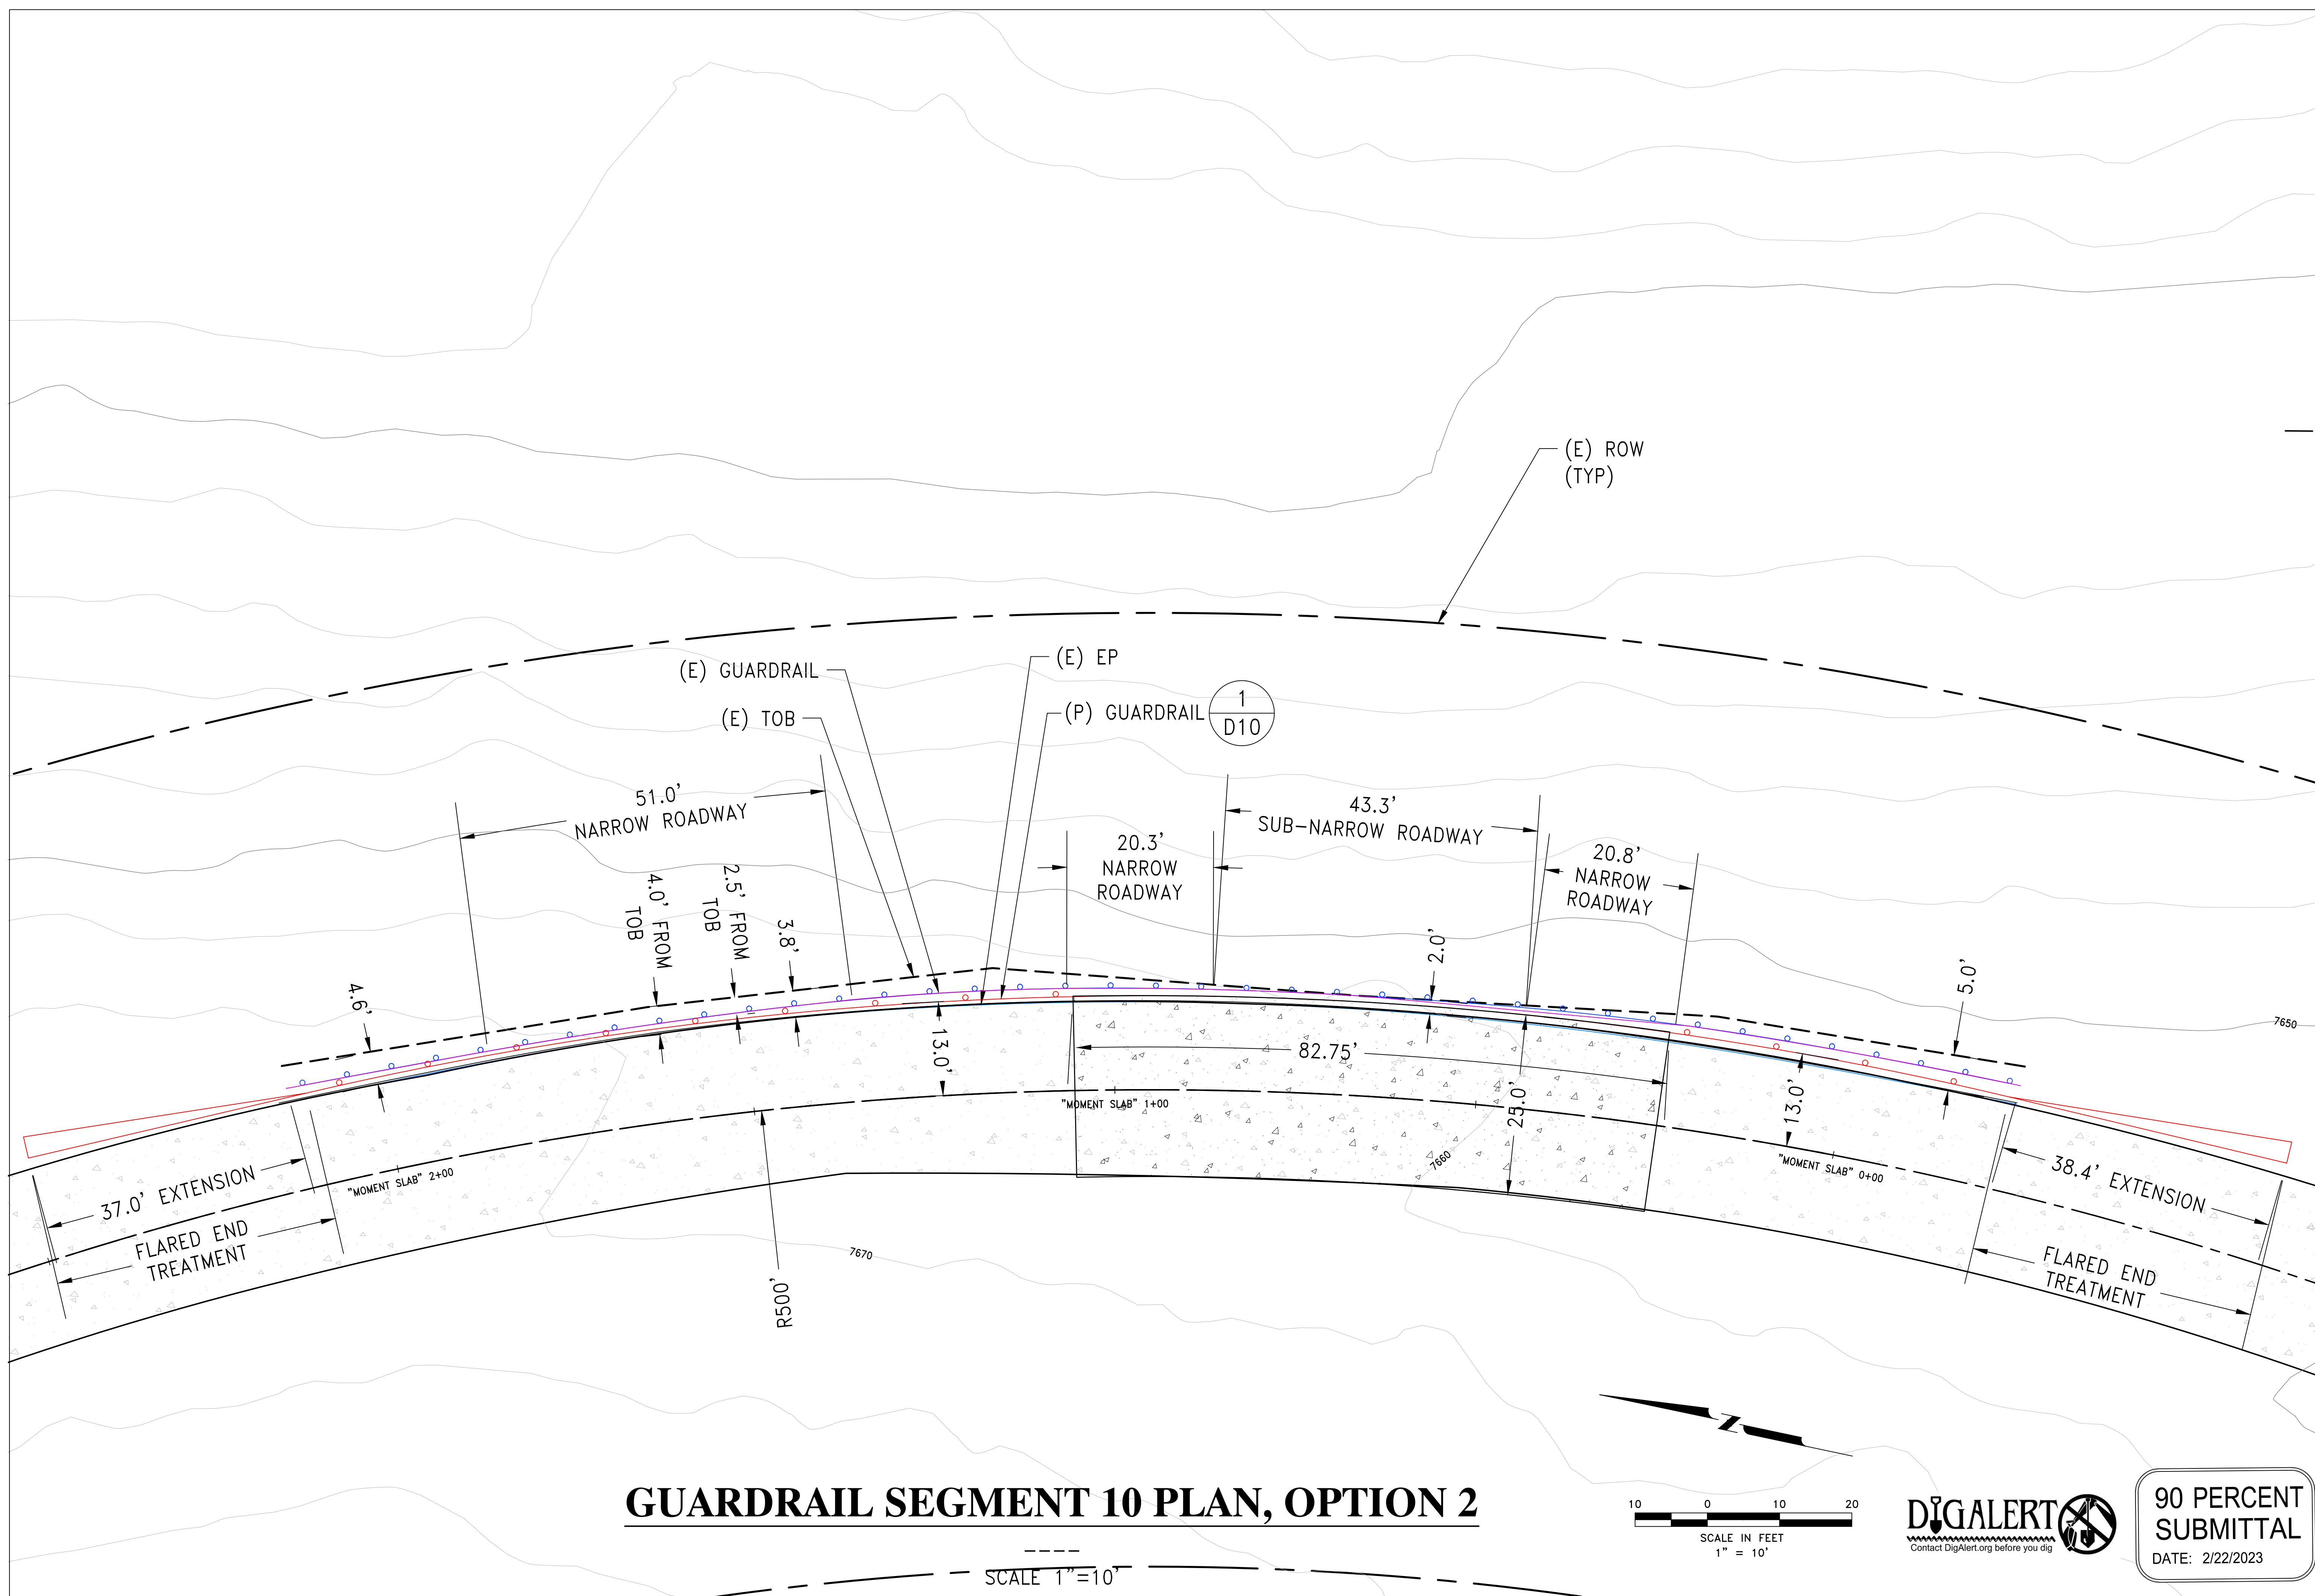 (E) ROW
(TYP)
(E) GUARDRAIL
(E) EP
(E) TOB
(P) GUARDRAIL
1
D10
51.0'
NARROW ROADWAY
43.3'
SUB-NARROW ROADWAY
20.3'
NARROW
ROADWAY
20.8'
NARROW
ROADWAY
4.0' FROM
TOB
2.5' FROM
TOB
3.8'
2.0'
5.0'
4.6'
7650
13.0'
82.75'
25.0'
13.0'
"MOMENT SLAB" 1+00
"MOMENT SLAB" 2+00
"MOMENT SLAB" 0+00
7660
37.0' EXTENSION
FLARED END
TREATMENT
38.4' EXTENSION
FLARED END
TREATMENT
7670
R500'
Z
GUARDRAIL SEGMENT 10 PLAN, OPTION 2
SCALE 1"=10'
10 0 10 20
SCALE IN FEET
1" = 10'
DIGALERT
Contact DigAlert.org before you dig
90 PERCENT
SUBMITTAL
DATE: 2/22/2023